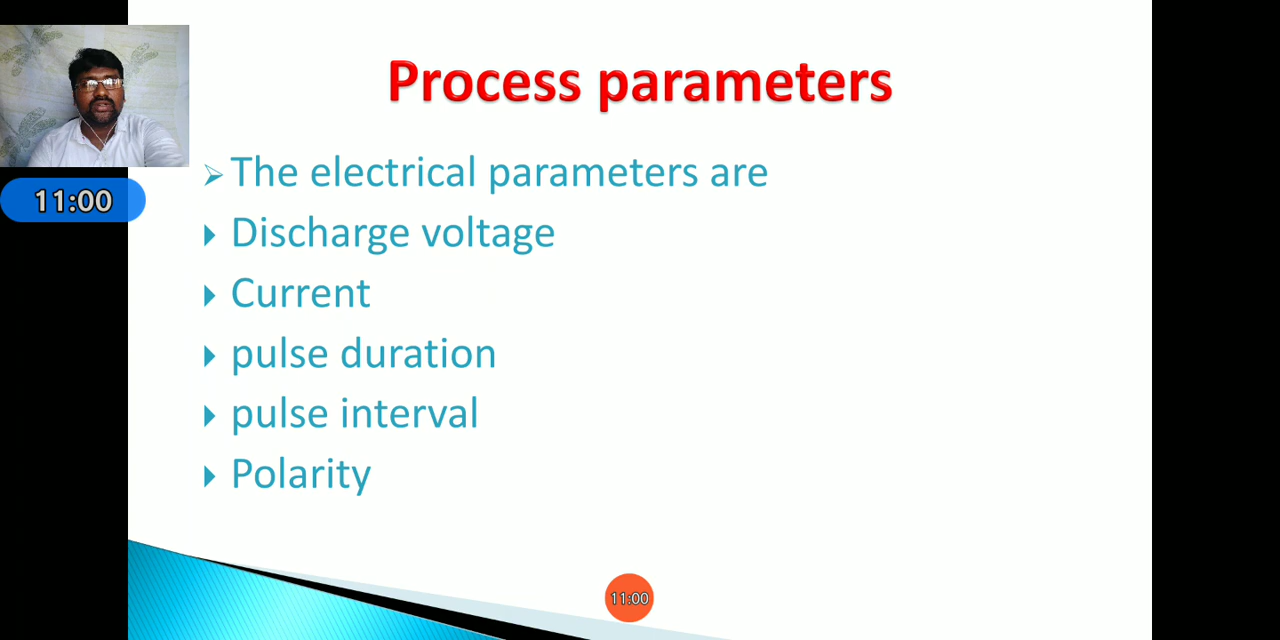 Process parameters
The electrical parameters are
11:00
Discharge voltage
Current
pulse duration
pulse interval
Polarity
11:00